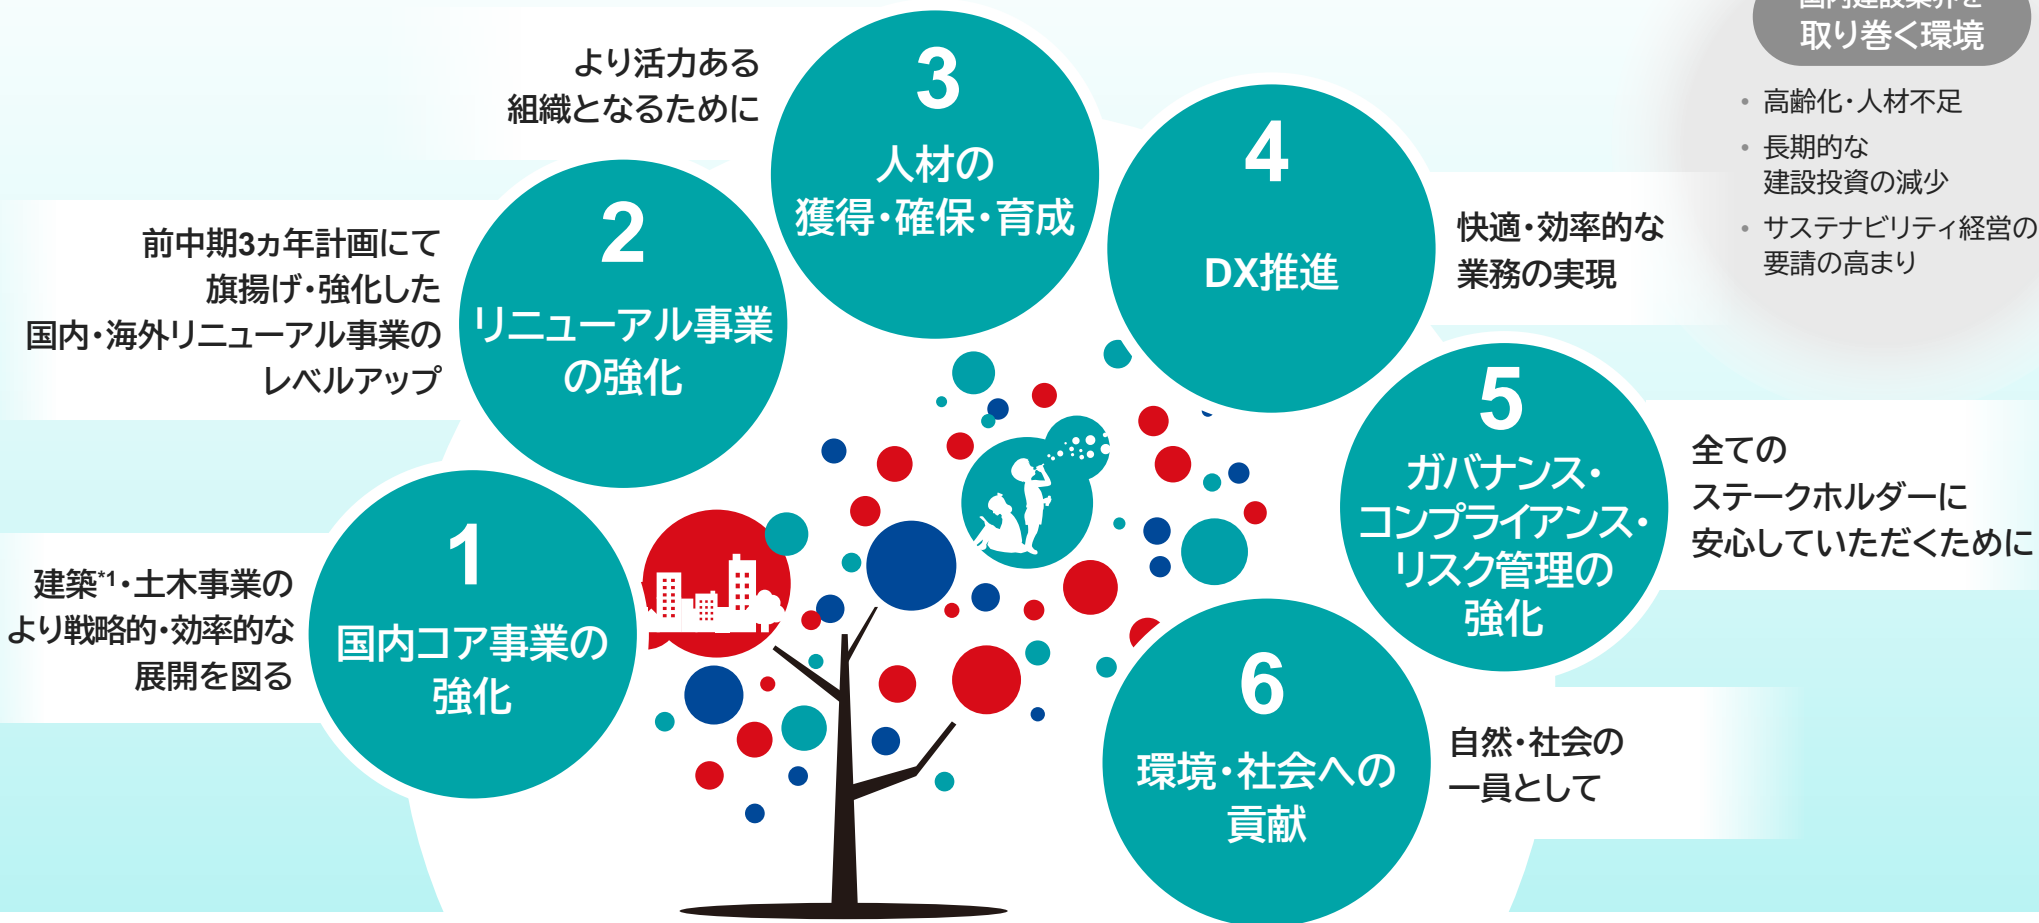 1
国内コア事業の
強化
建築*1・土木事業の
より戦略的・効率的な
展開を図る
2
リニューアル事業
の強化
前中期3ヵ年計画にて
旗揚げ・強化した
国内・海外リニューアル事業の
レベルアップ
3
人材の
獲得・確保・育成
より活力ある
組織となるために
4
DX推進
快適・効率的な
業務の実現
5
ガバナンス・
コンプライアンス・
リスク管理の
強化
全ての
ステークホルダーに
安心していただくために
6
環境・社会への
貢献
自然・社会の
一員として
国内建設業界を
取り巻く環境
・高齢化・人材不足
・長期的な
建設投資の減少
・サステナビリティ経営の
要請の高まり